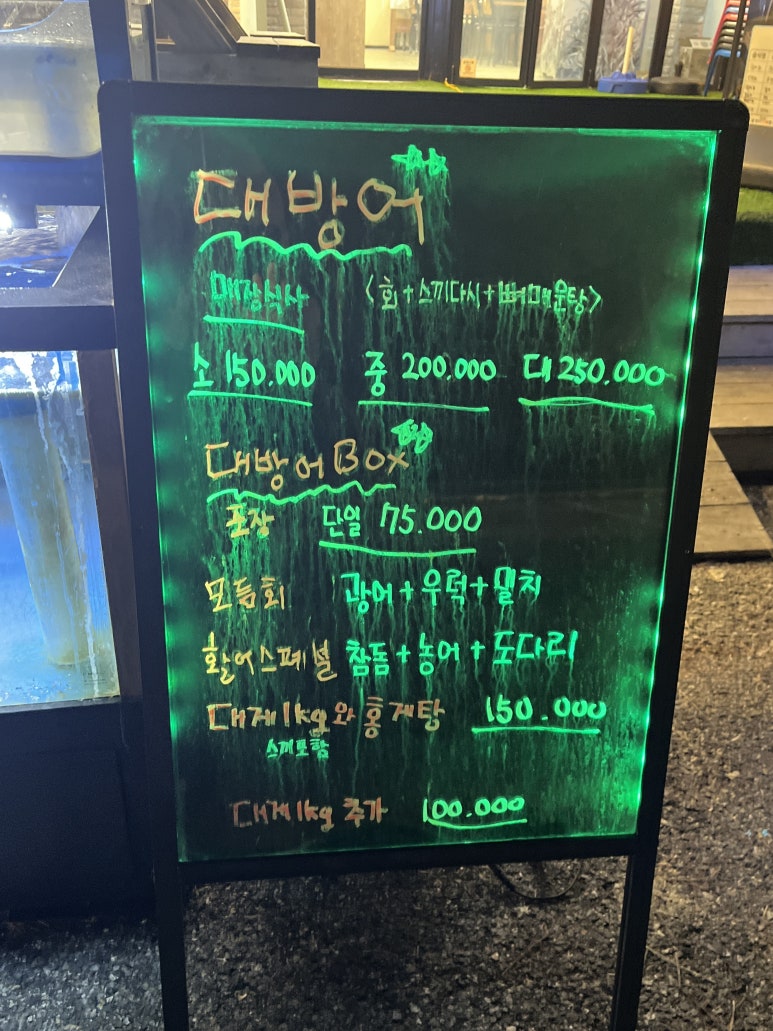 대방어
매장식사 <회+스끼다시+뼈매운탕>
소 150.000 중 200.000 대 250.000
대방어 BOX
포장 단일 75.000
모듬회 광어+우럭+멸치
활어스페셜 참돔+농어+도다리
대게1kg와 홍게탕 150.000
스끼포함
대게1kg 추가 100.000